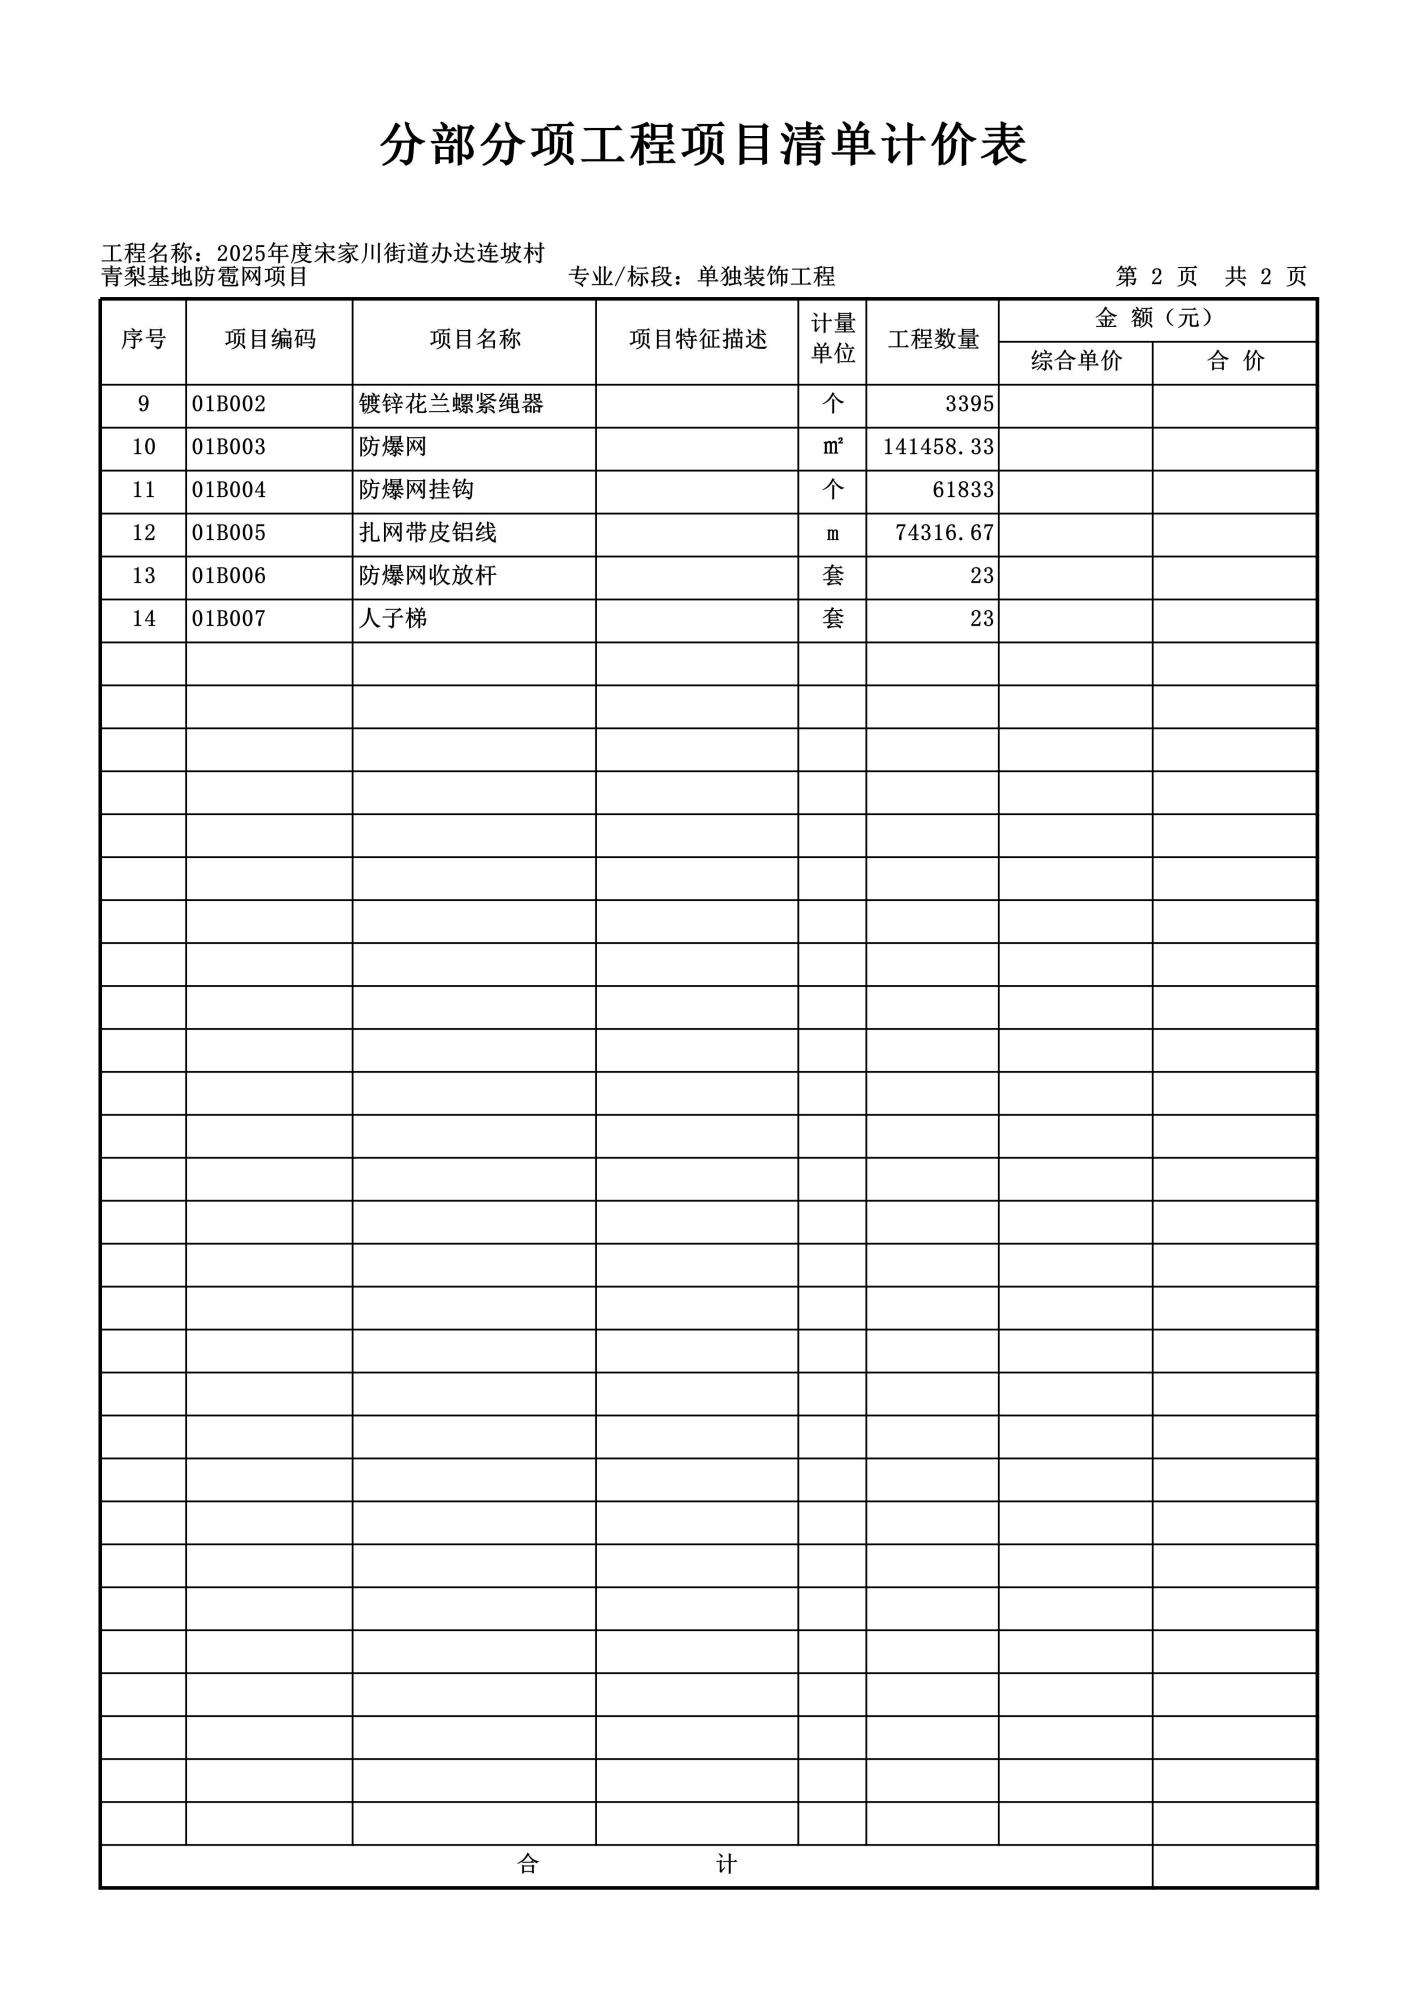 分部分项工程项目清单计价表
工程名称：2025年度宋家川街道办达连坡村
青梨基地防雹网项目 专业/标段：单独装饰工程 第 2 页 共 2 页
序号 项目编码 项目名称 项目特征描述 计量单位 工程数量 金 额（元）
综合单价 合 价
9 01B002 镀锌花兰螺紧绳器 个 3395
10 01B003 防爆网 ㎡ 141458.33
11 01B004 防爆网挂钩 个 61833
12 01B005 扎网带皮铝线 m 74316.67
13 01B006 防爆网收放杆 套 23
14 01B007 人子梯 套 23
合 计